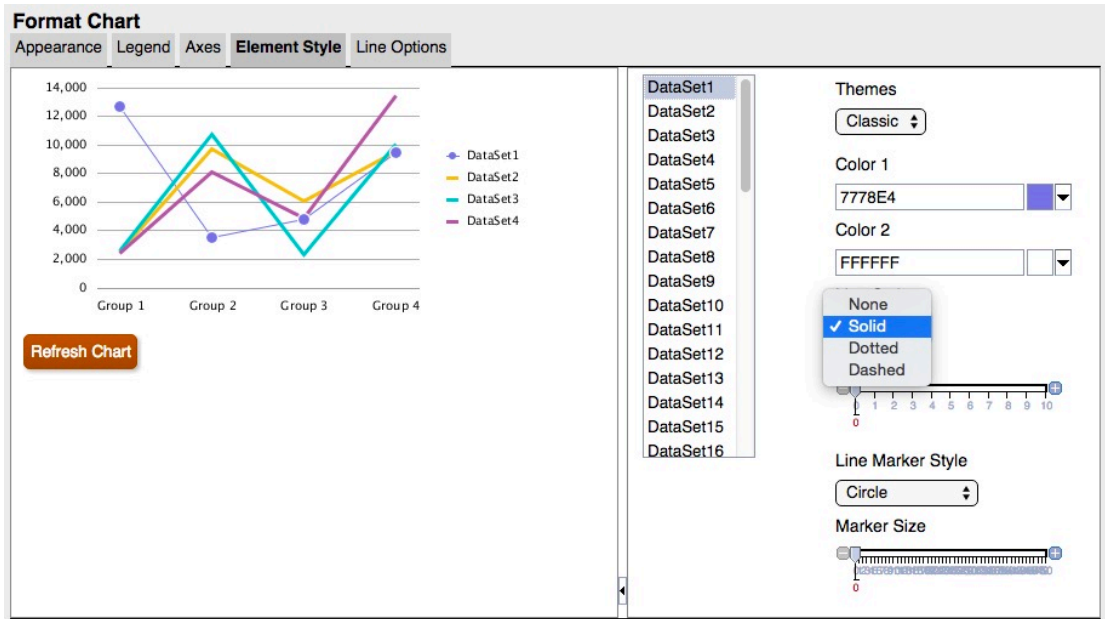 Format Chart
Appearance Legend Axes Element Style Line Options
14,000
12,000
10,000
8,000
6,000
4,000
2,000
0
Group 1 Group 2 Group 3 Group 4
DataSet1
DataSet2
DataSet3
DataSet4
Refresh Chart
DataSet1
DataSet2
DataSet3
DataSet4
DataSet5
DataSet6
DataSet7
DataSet8
DataSet9
DataSet10
DataSet11
DataSet12
DataSet13
DataSet14
DataSet15
DataSet16
Themes
Classic
Color 1
7778E4
Color 2
FFFFFF
None
✓ Solid
Dotted
Dashed
0 1 2 3 4 5 6 7 8 9 10
0
Line Marker Style
Circle
Marker Size
0